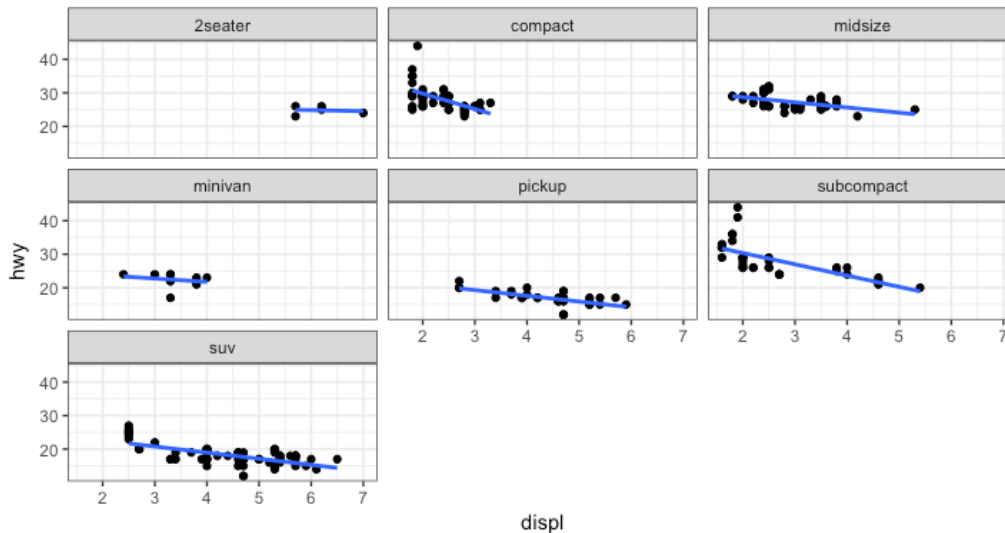 2seater compact midsize
40
30
20
minivan pickup subcompact
40
30
20
2 3 4 5 6 7 2 3 4 5 6 7
suv
40
30
20
2 3 4 5 6 7
hwy
displ